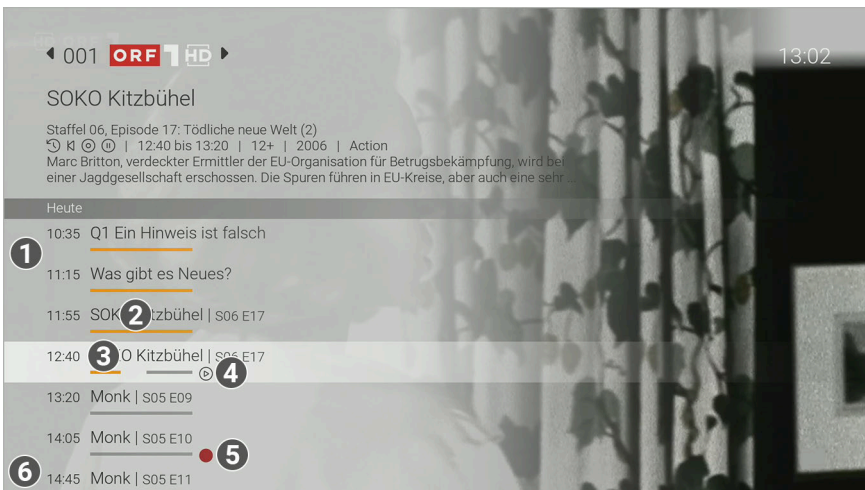 001 ORF 1 HD
13:02
SOKO Kitzbühel
Staffel 06, Episode 17: Tödliche neue Welt (2)
| 12:40 bis 13:20 | 12+ | 2006 | Action
Marc Britton, verdeckter Ermittler der EU-Organisation für Betrugsbekämpfung, wird bei
einer Jagdgesellschaft erschossen. Die Spuren führen in EU-Kreise, aber auch eine sehr ...
Heute
10:35 Q1 Ein Hinweis ist falsch
1
11:15 Was gibt es Neues?
11:55 SOK 2 tzbühel | S06 E17
12:40 3 O Kitzbühel | S06 E17
4
13:20 Monk | S05 E09
14:05 Monk | S05 E10
5
6 14:45 Monk | S05 E11